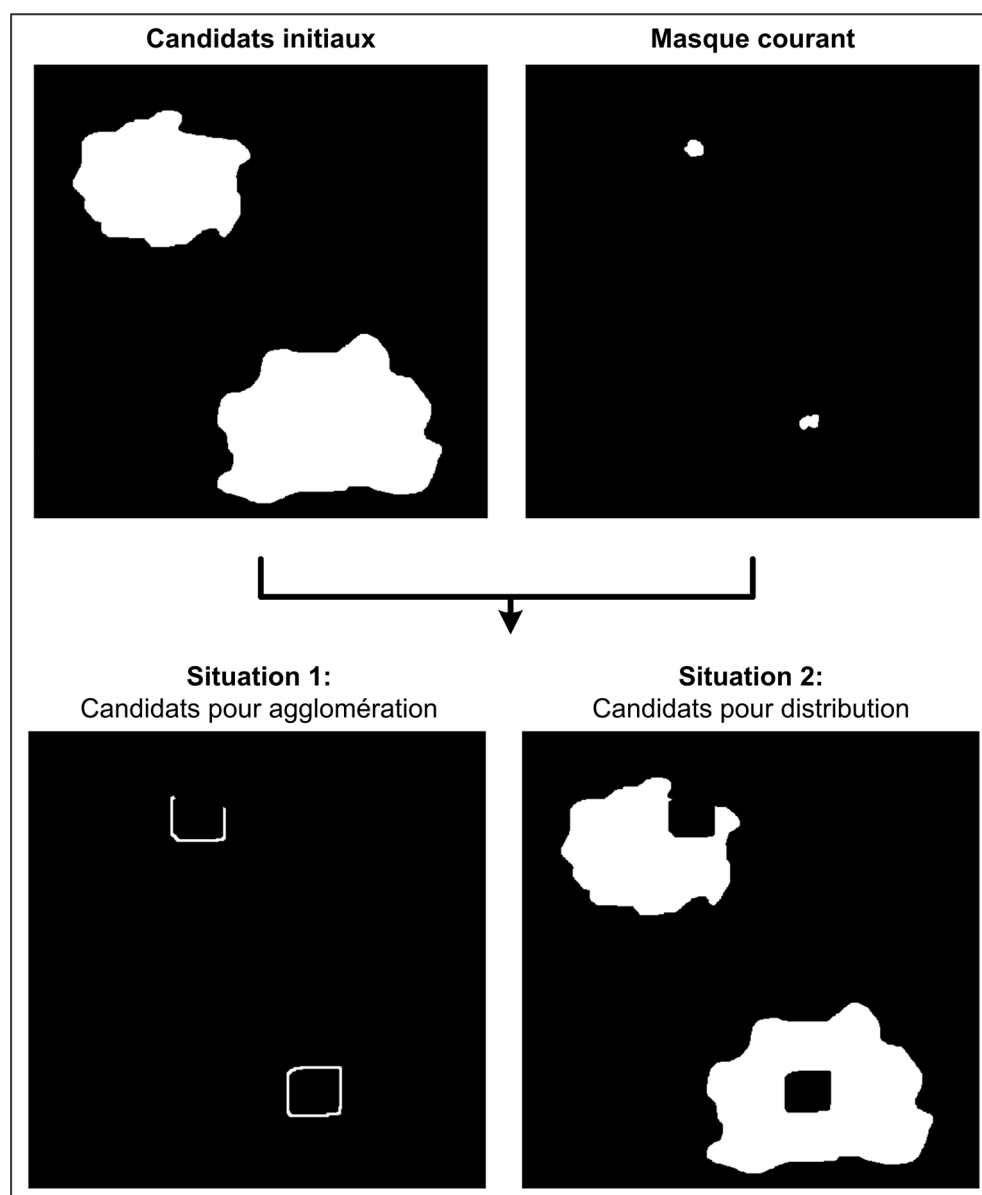 Candidats initiaux
Masque courant
Situation 1:
Candidats pour agglomération
Situation 2:
Candidats pour distribution